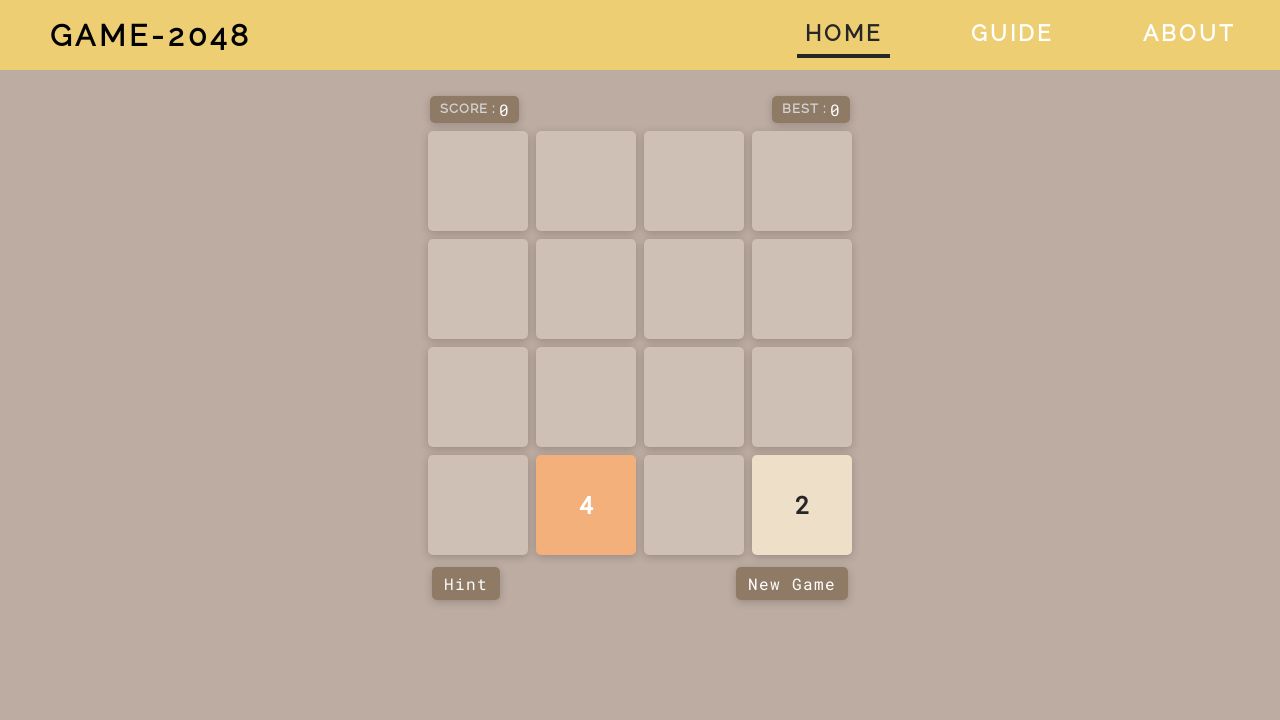 GAME-2048
HOME GUIDE ABOUT
SCORE : 0
BEST : 0
4 2
Hint
New Game